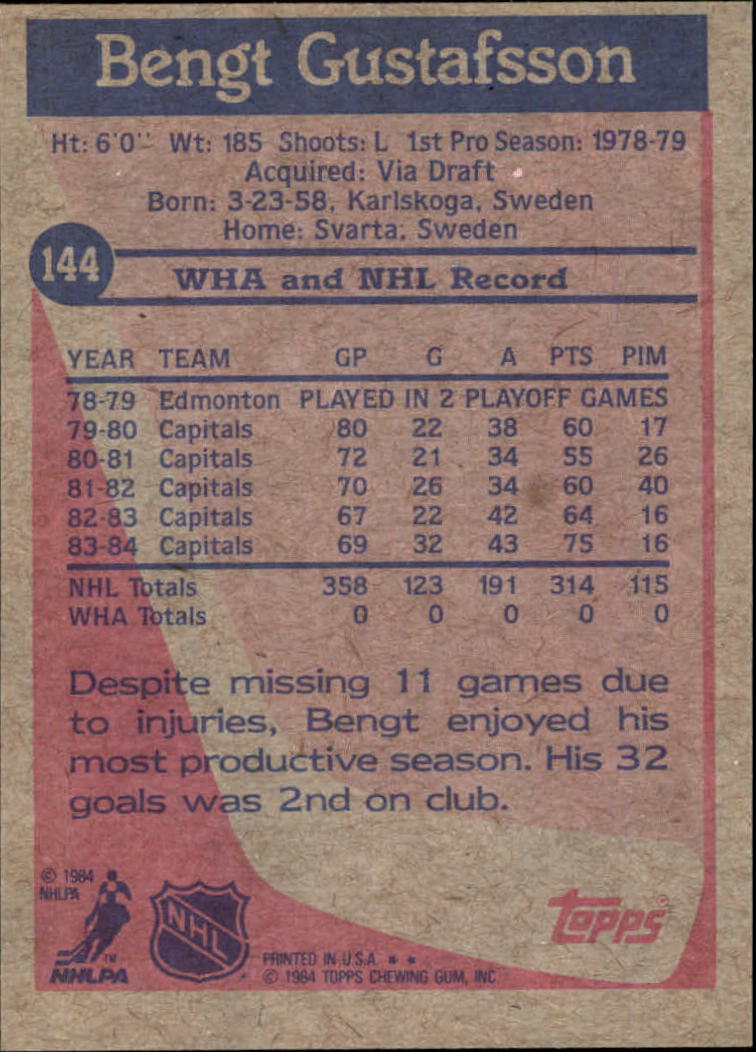 Bengt Gustafsson
Ht: 6'0" Wt: 185 Shoots: L 1st Pro Season: 1978-79
Acquired: Via Draft
Born: 3-23-58, Karlskoga, Sweden
Home: Svarta, Sweden
144
WHA and NHL Record
YEAR TEAM GP G A PTS PIM
78-79 Edmonton PLAYED IN 2 PLAYOFF GAMES
79-80 Capitals 80 22 38 60 17
80-81 Capitals 72 21 34 55 26
81-82 Capitals 70 26 34 60 40
82-83 Capitals 67 22 42 64 16
83-84 Capitals 69 32 43 75 16
NHL Totals 358 123 191 314 115
WHA Totals 0 0 0 0 0
Despite missing 11 games due
to injuries, Bengt enjoyed his
most productive season. His 32
goals was 2nd on club.
© 1984
NHLPA
TM
NHLPA
NHL
PRINTED IN U.S.A. * *
© 1984 TOPPS CHEWING GUM, INC
topps®